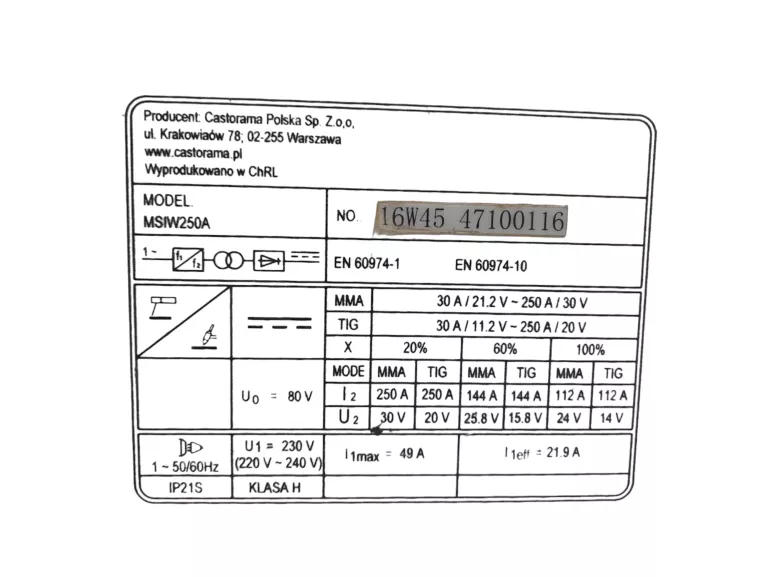 Producent: Castorama Polska Sp. Z.o,o,
ul. Krakowiaów 78; 02-255 Warszawa
www.castorama.pl
Wyprodukowano w ChRL
MODEL.
MSIW250A
NO. 16W45 47100116
1~ f1 f2
EN 60974-1 EN 60974-10
MMA 30 A / 21.2 V ~ 250 A / 30 V
TIG 30 A / 11.2 V ~ 250 A / 20 V
X 20% 60% 100%
MODE MMA TIG MMA TIG MMA TIG
U0 = 80 V
I2 250 A 250 A 144 A 144 A 112 A 112 A
U2 30 V 20 V 25.8 V 15.8 V 24 V 14 V
1 ~ 50/60Hz
U1 = 230 V
(220 V ~ 240 V)
I1max = 49 A
I1eff = 21.9 A
IP21S KLASA H